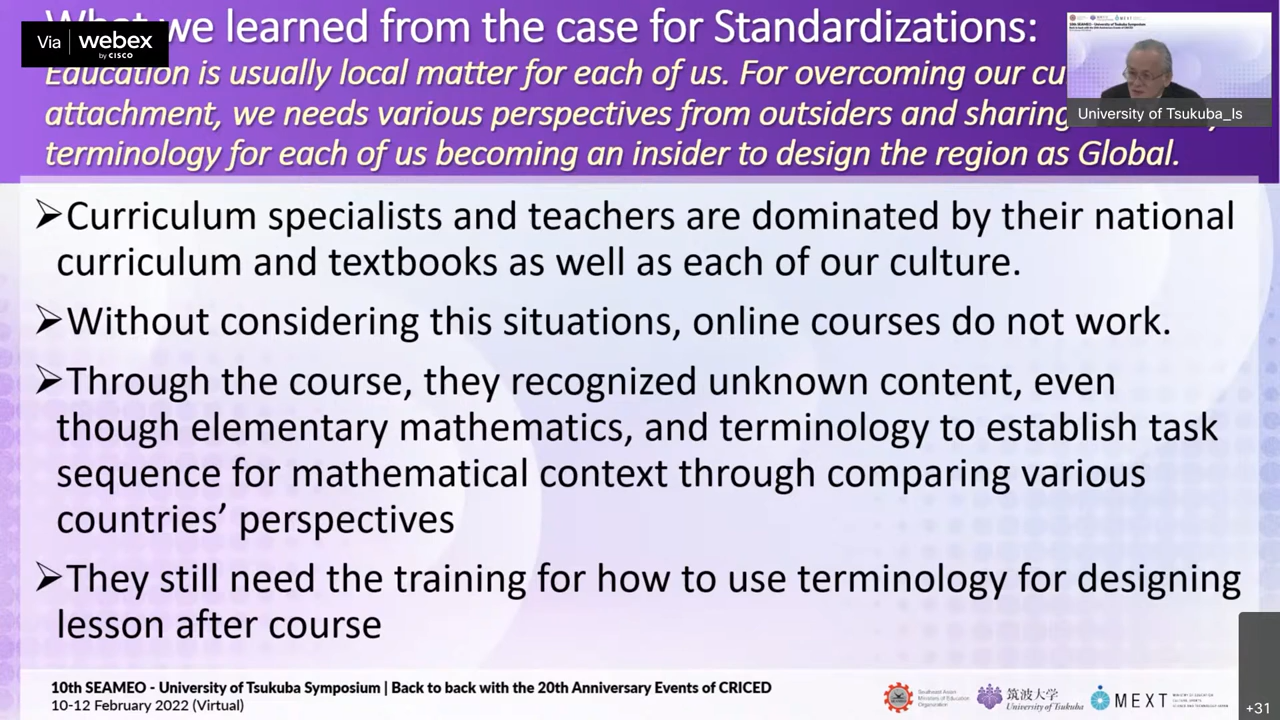 What we learned from the case for Standardizations:
Via webex
by CISCO
Education is usually local matter for each of us. For overcoming our cu
attachment, we needs various perspectives from outsiders and sharing
terminology for each of us becoming an insider to design the region as Global.
University of Tsukuba_Is
➢Curriculum specialists and teachers are dominated by their national
curriculum and textbooks as well as each of our culture.
➢Without considering this situations, online courses do not work.
➢Through the course, they recognized unknown content, even
though elementary mathematics, and terminology to establish task
sequence for mathematical context through comparing various
countries’ perspectives
➢They still need the training for how to use terminology for designing
lesson after course
10th SEAMEO - University of Tsukuba Symposium | Back to back with the 20th Anniversary Events of CRICED
10-12 February 2022 (Virtual)
Southeast Asian
Ministers of Education
Organization
筑波大学
University of Tsukuba
MEXT
+31